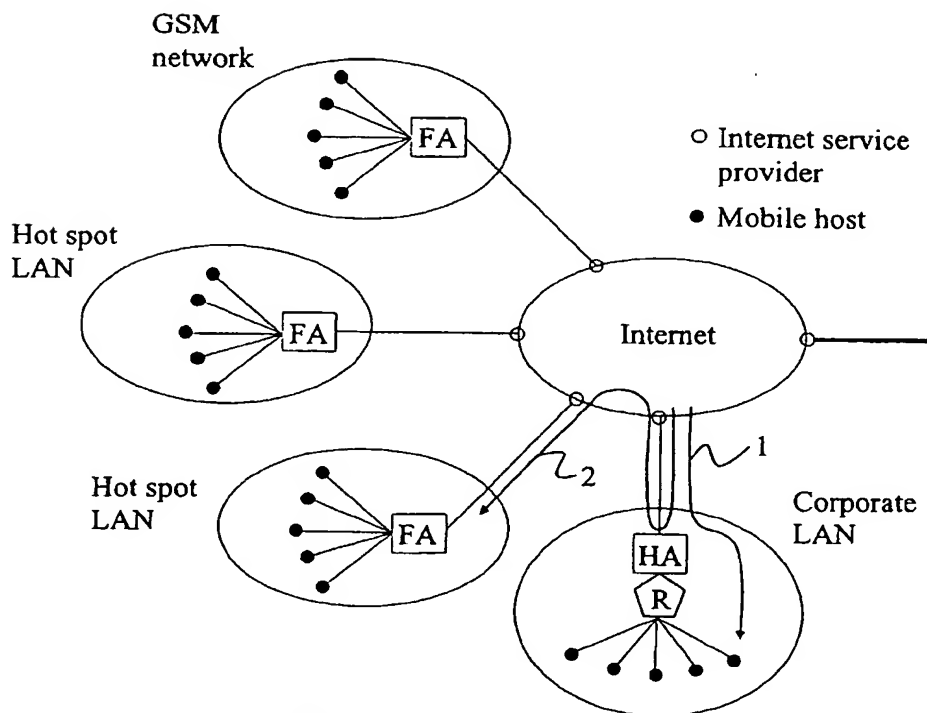 GSM
network
FA
Internet service
provider
Mobile host
Hot spot
LAN
FA
Internet
1
2
Hot spot
LAN
FA
Corporate
LAN
HA
R